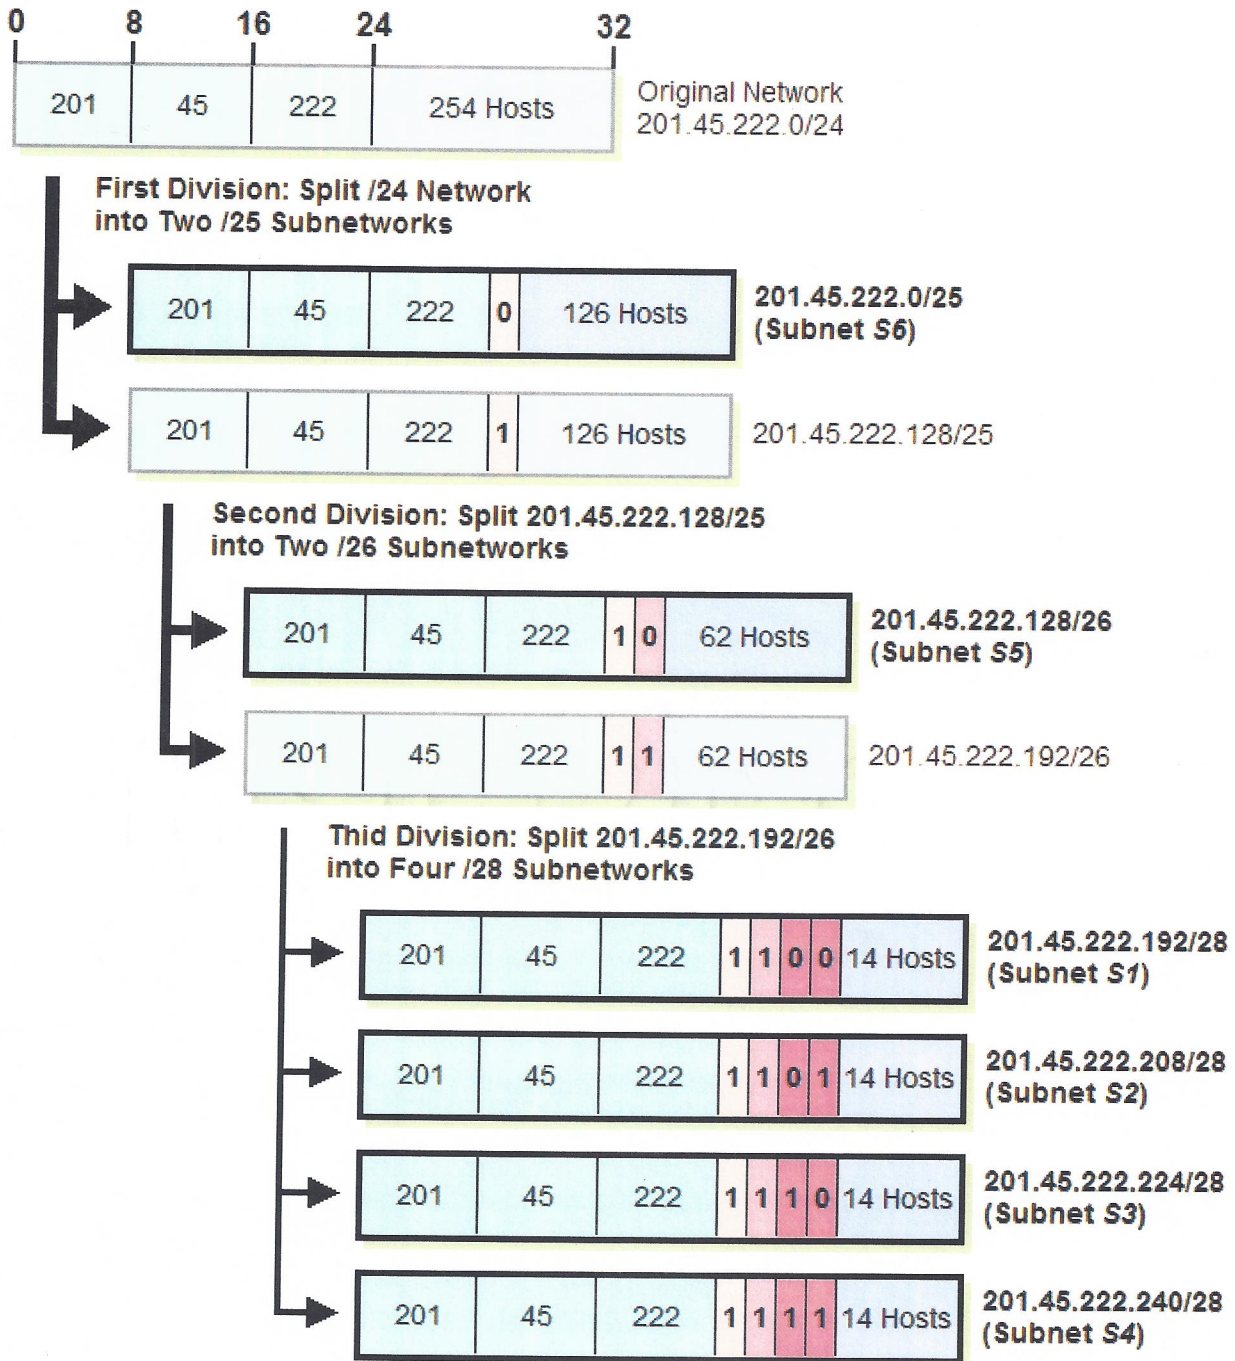 0 8 16 24 32
201 45 222 254 Hosts
Original Network
201.45.222.0/24
First Division: Split /24 Network
into Two /25 Subnetworks
201 45 222 0 126 Hosts
201.45.222.0/25
(Subnet S6)
201 45 222 1 126 Hosts
201.45.222.128/25
Second Division: Split 201.45.222.128/25
into Two /26 Subnetworks
201 45 222 1 0 62 Hosts
201.45.222.128/26
(Subnet S5)
201 45 222 1 1 62 Hosts
201.45.222.192/26
Thid Division: Split 201.45.222.192/26
into Four /28 Subnetworks
201 45 222 1 1 0 0 14 Hosts
201.45.222.192/28
(Subnet S1)
201 45 222 1 1 0 1 14 Hosts
201.45.222.208/28
(Subnet S2)
201 45 222 1 1 1 0 14 Hosts
201.45.222.224/28
(Subnet S3)
201 45 222 1 1 1 1 14 Hosts
201.45.222.240/28
(Subnet S4)